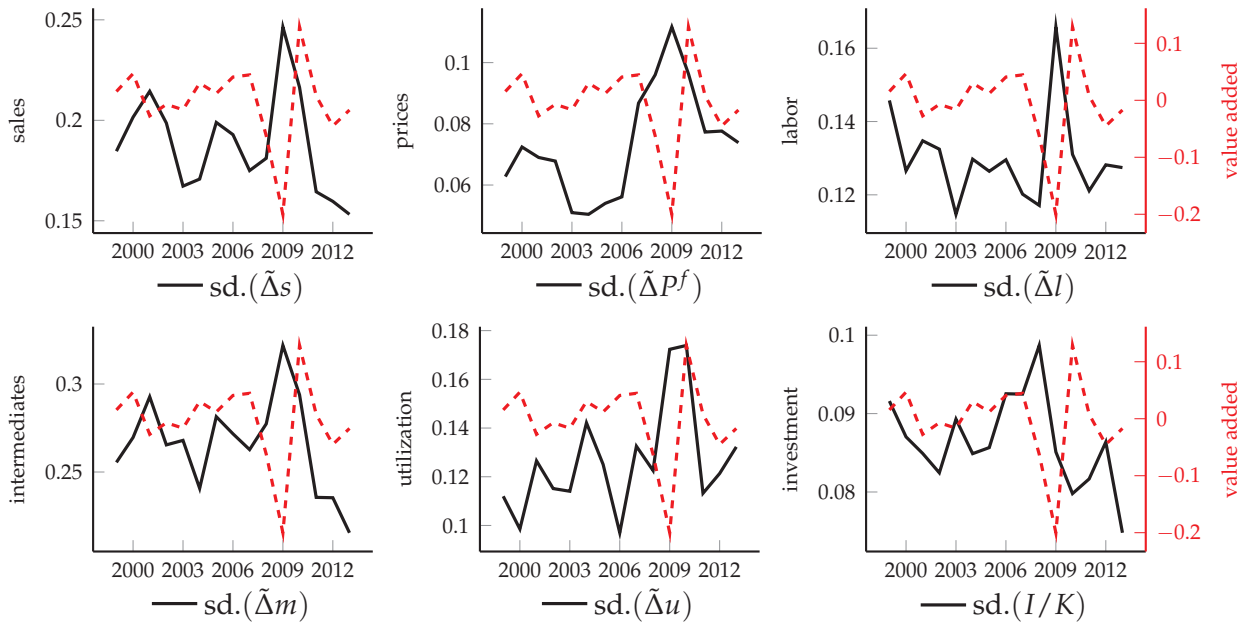 0.25
0.2
0.15
sales
2000 2003 2006 2009 2012
sd.(Δ̃s)
0.1
0.08
0.06
prices
2000 2003 2006 2009 2012
sd.(Δ̃P^f)
0.16
0.14
0.12
labor
0.1
0
−0.1
−0.2
value added
2000 2003 2006 2009 2012
sd.(Δ̃l)
0.3
0.25
intermediates
2000 2003 2006 2009 2012
sd.(Δ̃m)
0.18
0.16
0.14
0.12
0.1
utilization
2000 2003 2006 2009 2012
sd.(Δ̃u)
0.1
0.09
0.08
investment
0.1
0
−0.1
−0.2
value added
2000 2003 2006 2009 2012
sd.(I/K)